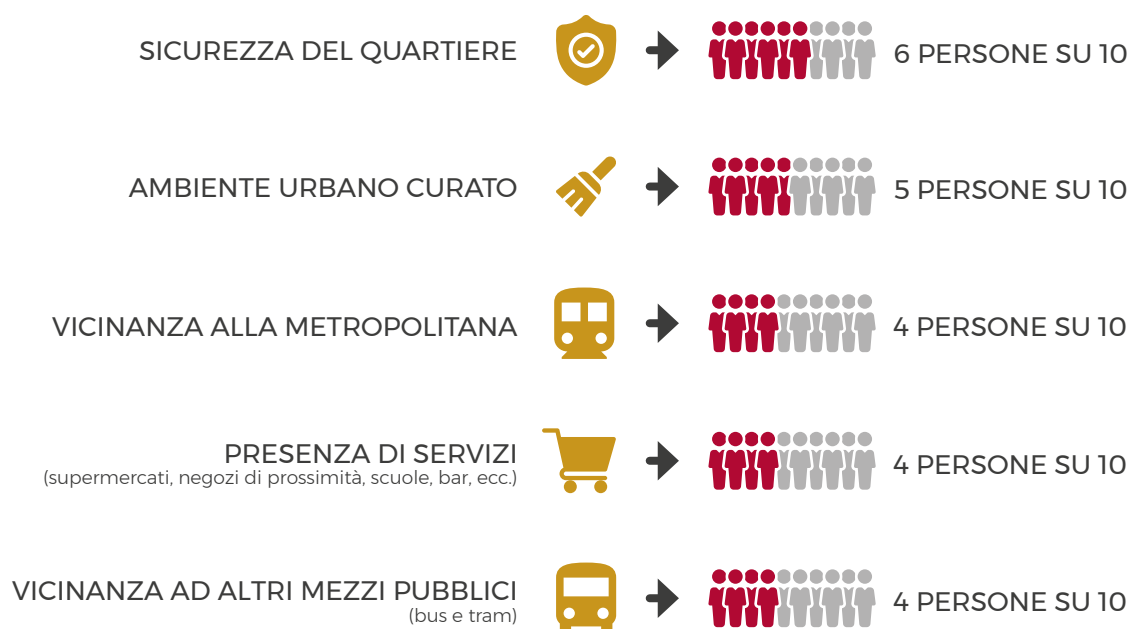 SICUREZZA DEL QUARTIERE
6 PERSONE SU 10
AMBIENTE URBANO CURATO
5 PERSONE SU 10
VICINANZA ALLA METROPOLITANA
4 PERSONE SU 10
PRESENZA DI SERVIZI
(supermercati, negozi di prossimità, scuole, bar, ecc.)
4 PERSONE SU 10
VICINANZA AD ALTRI MEZZI PUBBLICI
(bus e tram)
4 PERSONE SU 10